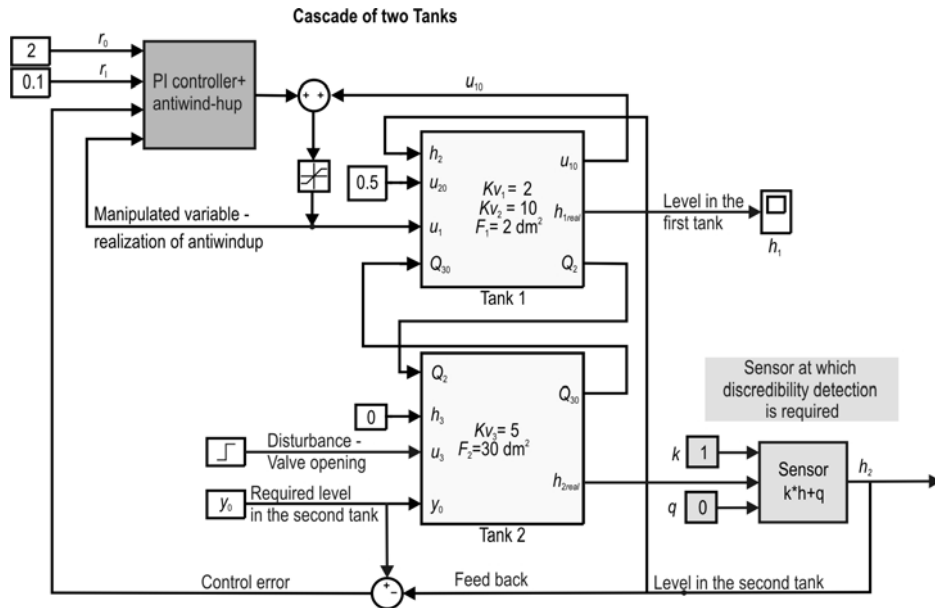 Cascade of two Tanks
2
r₀
0.1
r₁
PI controller+
antiwind-hup
+ +
u₁₀
Manipulated variable -
realization of antiwindup
0.5
h₂
u₂₀
u₁
Q₃₀
Kv₁ = 2
Kv₂ = 10
F₁= 2 dm²
u₁₀
h₁real
Q₂
Tank 1
Level in the
first tank
h₁
Q₂
h₃
u₃
y₀
Kv₃= 5
F₂=30 dm²
Q₃₀
h₂real
Tank 2
0
Disturbance -
Valve opening
y₀
Required level
in the second tank
Sensor at which
discredibility detection
is required
k
1
q
0
Sensor
k*h+q
h₂
Control error
+
-
Feed back
Level in the second tank